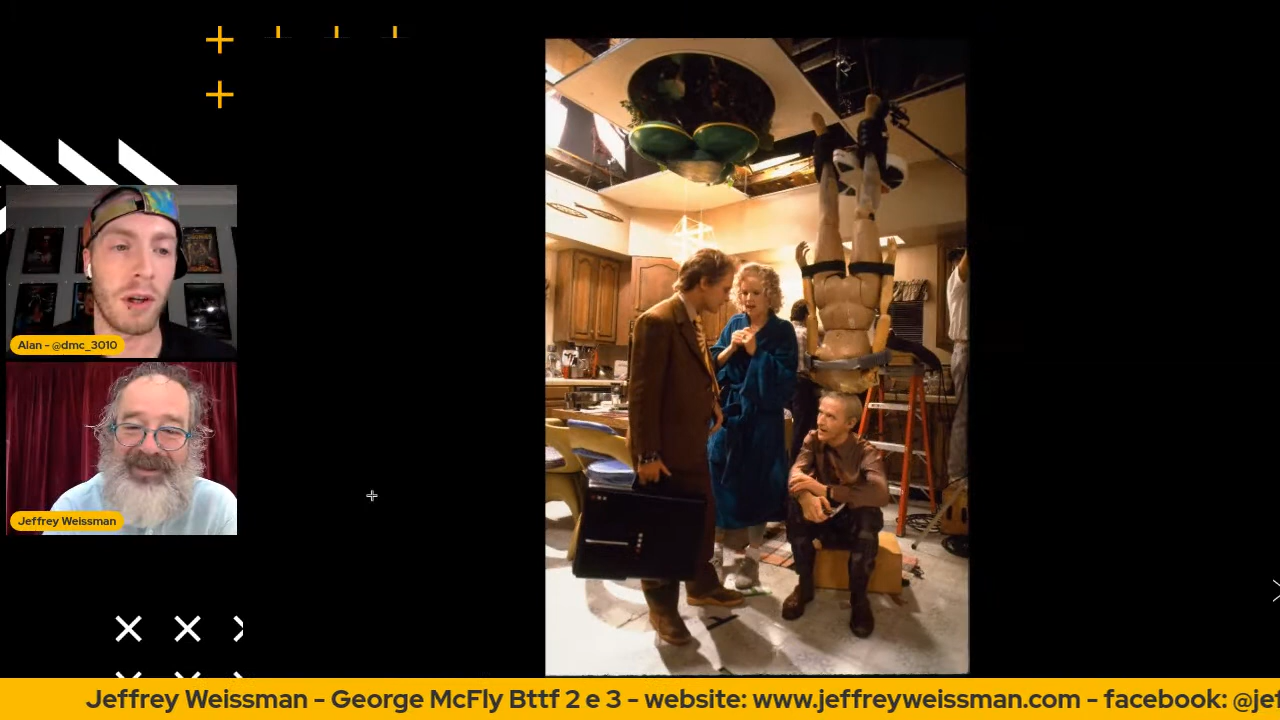 Alan - @dmc_3010
Jeffrey Weissman
Jeffrey Weissman - George McFly Bttf 2 e 3 - website: www.jeffreyweissman.com - facebook: @jef